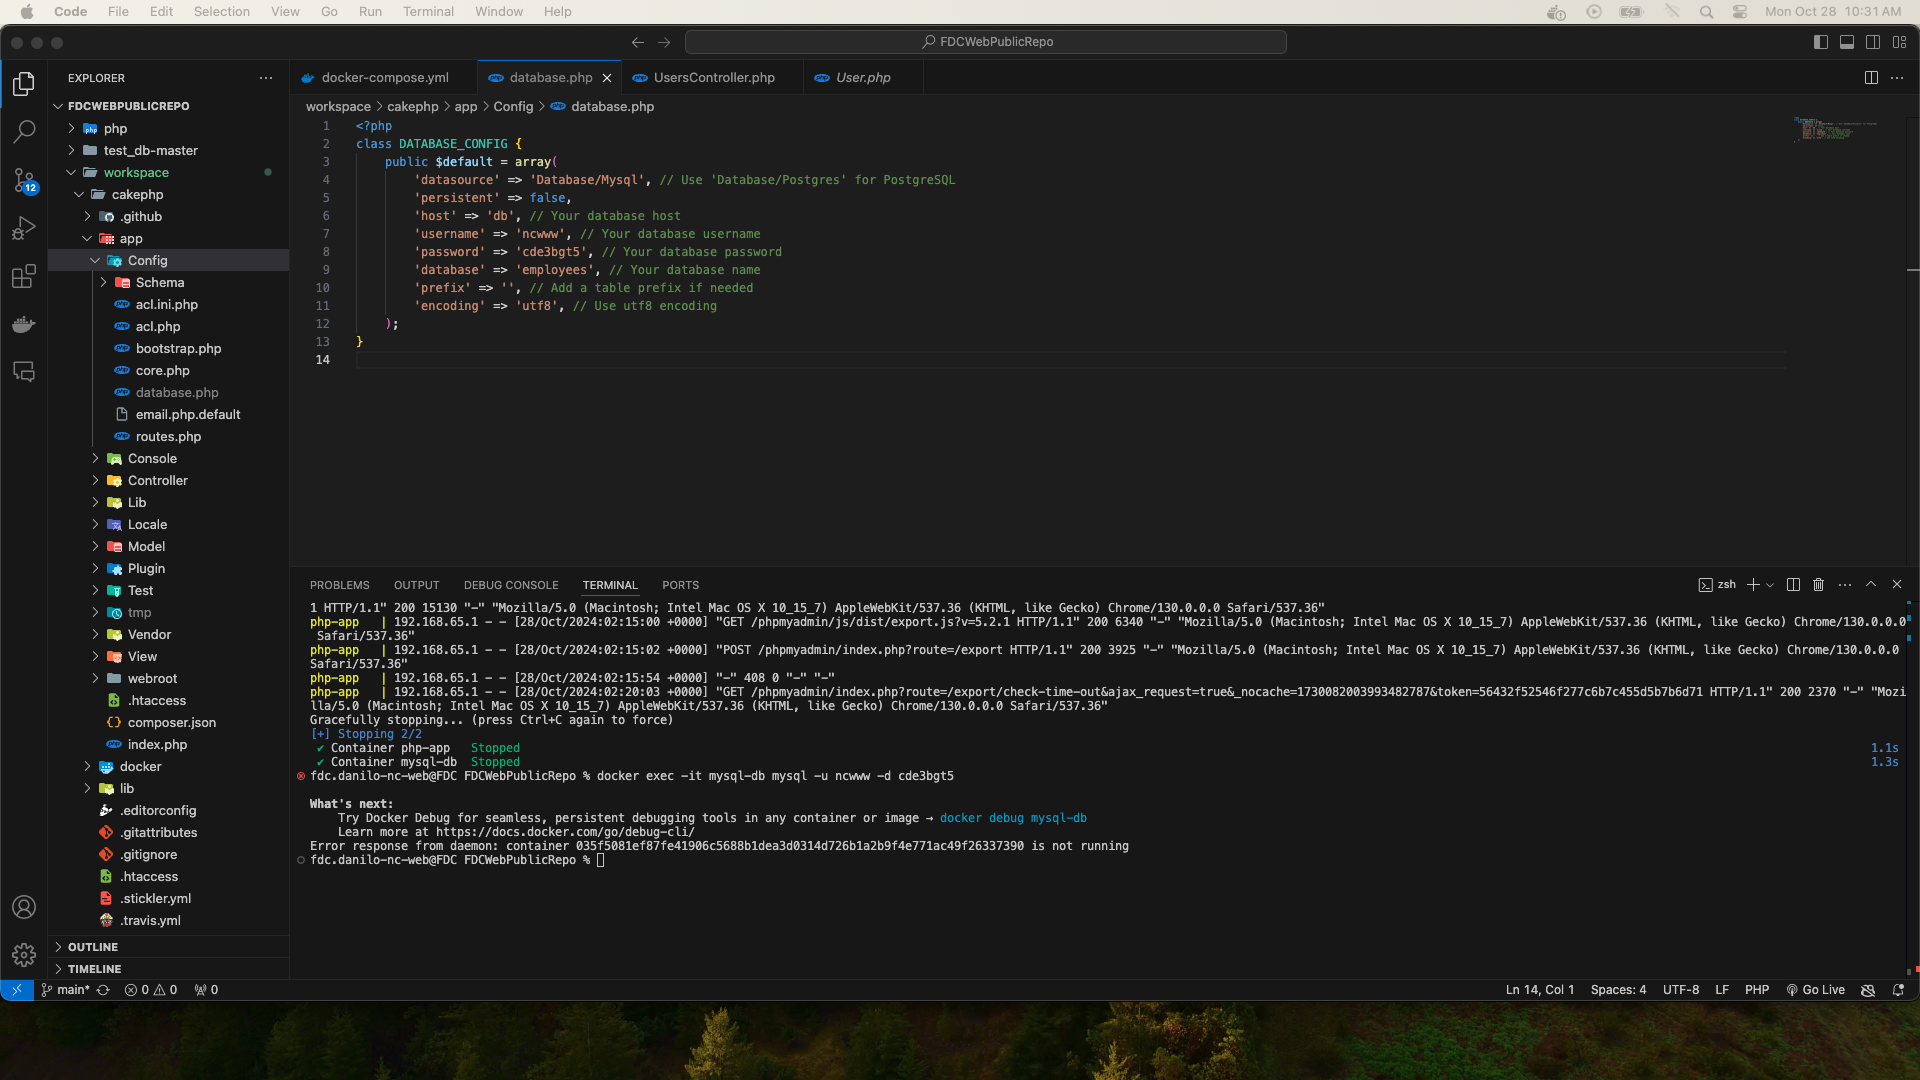 Code File Edit Selection View Go Run Terminal Window Help Mon Oct 28 10:31 AM
FDCWebPublicRepo
EXPLORER
docker-compose.yml database.php UsersController.php User.php
workspace > cakephp > app > Config > database.php
FDCWEBPUBLICREPO
php
test_db-master
workspace
cakephp
.github
app
Config
Schema
acl.ini.php
acl.php
bootstrap.php
core.php
database.php
email.php.default
routes.php
Console
Controller
Lib
Locale
Model
Plugin
Test
tmp
Vendor
View
webroot
.htaccess
composer.json
index.php
docker
lib
.editorconfig
.gitattributes
.gitignore
.htaccess
.stickler.yml
.travis.yml
OUTLINE
TIMELINE
12
1 <?php
2 class DATABASE_CONFIG {
3 public $default = array(
4 'datasource' => 'Database/Mysql', // Use 'Database/Postgres' for PostgreSQL
5 'persistent' => false,
6 'host' => 'db', // Your database host
7 'username' => 'ncwww', // Your database username
8 'password' => 'cde3bgt5', // Your database password
9 'database' => 'employees', // Your database name
10 'prefix' => '', // Add a table prefix if needed
11 'encoding' => 'utf8', // Use utf8 encoding
12 );
13 }
14
PROBLEMS OUTPUT DEBUG CONSOLE TERMINAL PORTS zsh
1 HTTP/1.1" 200 15130 "-" "Mozilla/5.0 (Macintosh; Intel Mac OS X 10_15_7) AppleWebKit/537.36 (KHTML, like Gecko) Chrome/130.0.0.0 Safari/537.36"
php-app | 192.168.65.1 - - [28/Oct/2024:02:15:00 +0000] "GET /phpmyadmin/js/dist/export.js?v=5.2.1 HTTP/1.1" 200 6340 "-" "Mozilla/5.0 (Macintosh; Intel Mac OS X 10_15_7) AppleWebKit/537.36 (KHTML, like Gecko) Chrome/130.0.0.0
Safari/537.36"
php-app | 192.168.65.1 - - [28/Oct/2024:02:15:02 +0000] "POST /phpmyadmin/index.php?route=/export HTTP/1.1" 200 3925 "-" "Mozilla/5.0 (Macintosh; Intel Mac OS X 10_15_7) AppleWebKit/537.36 (KHTML, like Gecko) Chrome/130.0.0.0
Safari/537.36"
php-app | 192.168.65.1 - - [28/Oct/2024:02:15:54 +0000] "-" 408 0 "-" "-"
php-app | 192.168.65.1 - - [28/Oct/2024:02:20:03 +0000] "GET /phpmyadmin/index.php?route=/export/check-time-out&ajax_request=true&_nocache=1730082003993482787&token=56432f52546f277c6b7c455d5b7b6d71 HTTP/1.1" 200 2370 "-" "Mozi
lla/5.0 (Macintosh; Intel Mac OS X 10_15_7) AppleWebKit/537.36 (KHTML, like Gecko) Chrome/130.0.0.0 Safari/537.36"
Gracefully stopping... (press Ctrl+C again to force)
[+] Stopping 2/2
✔ Container php-app Stopped 1.1s
✔ Container mysql-db Stopped 1.3s
fdc.danilo-nc-web@FDC FDCWebPublicRepo % docker exec -it mysql-db mysql -u ncwww -d cde3bgt5
What's next:
Try Docker Debug for seamless, persistent debugging tools in any container or image → docker debug mysql-db
Learn more at https://docs.docker.com/go/debug-cli/
Error response from daemon: container 035f5081ef87fe41906c5688b1dea3d0314d726b1a2b9f4e771ac49f26337390 is not running
fdc.danilo-nc-web@FDC FDCWebPublicRepo %
main* 0 0 0 Ln 14, Col 1 Spaces: 4 UTF-8 LF PHP Go Live